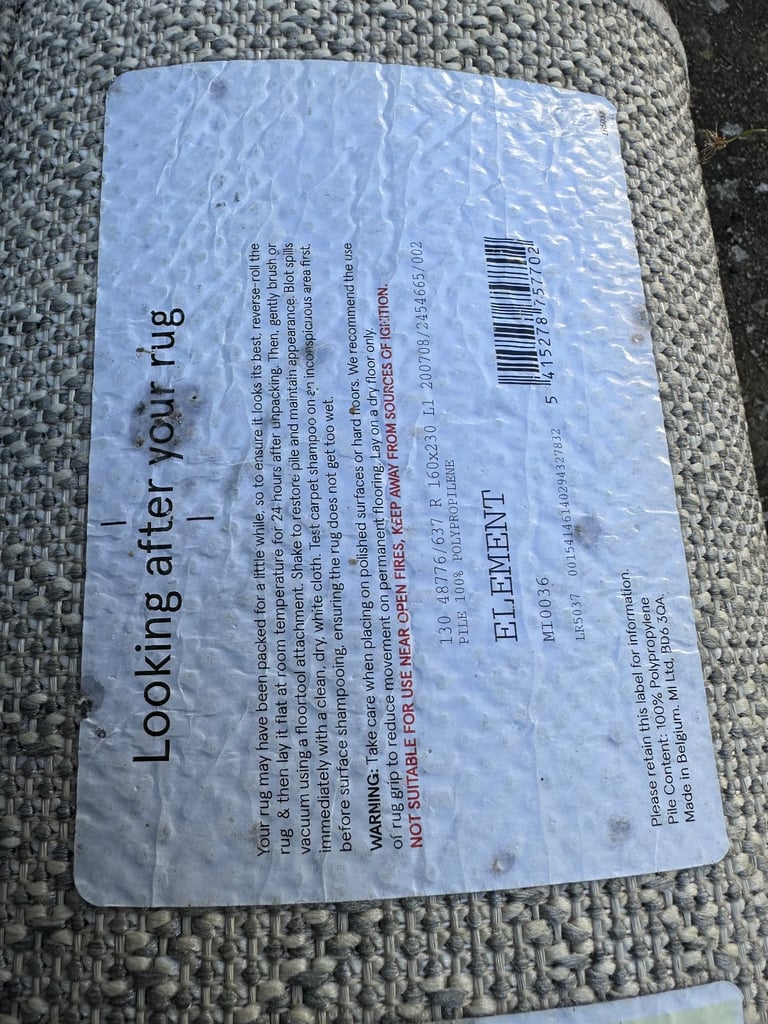 Looking after your rug
Your rug may have been packed for a little while, so to ensure it looks its best, reverse-roll the
rug & then lay it flat at room temperature for 24 hours after unpacking. Then, gently brush or
vacuum using a floortool attachment. Shake to restore pile and maintain appearance. Blot spills
immediately with a clean, dry, white cloth. Test carpet shampoo on an inconspicuous area first,
before surface shampooing, ensuring the rug does not get too wet.
WARNING: Take care when placing on polished surfaces or hard floors. We recommend the use
of rug grip to reduce movement on permanent flooring. Lay on a dry floor only.
NOT SUITABLE FOR USE NEAR OPEN FIRES, KEEP AWAY FROM SOURCES OF IGNITION.
130 48776/637 R 160x230 L1 200708/2454665/002
PILE 100% POLYPROPILENE
ELEMENT
MI0036
LR5037 00154146140294327832
5 415278 757702
Please retain this label for information.
Pile Content: 100% Polypropylene
Made in Belgium. MI Ltd, BD6 3QA.